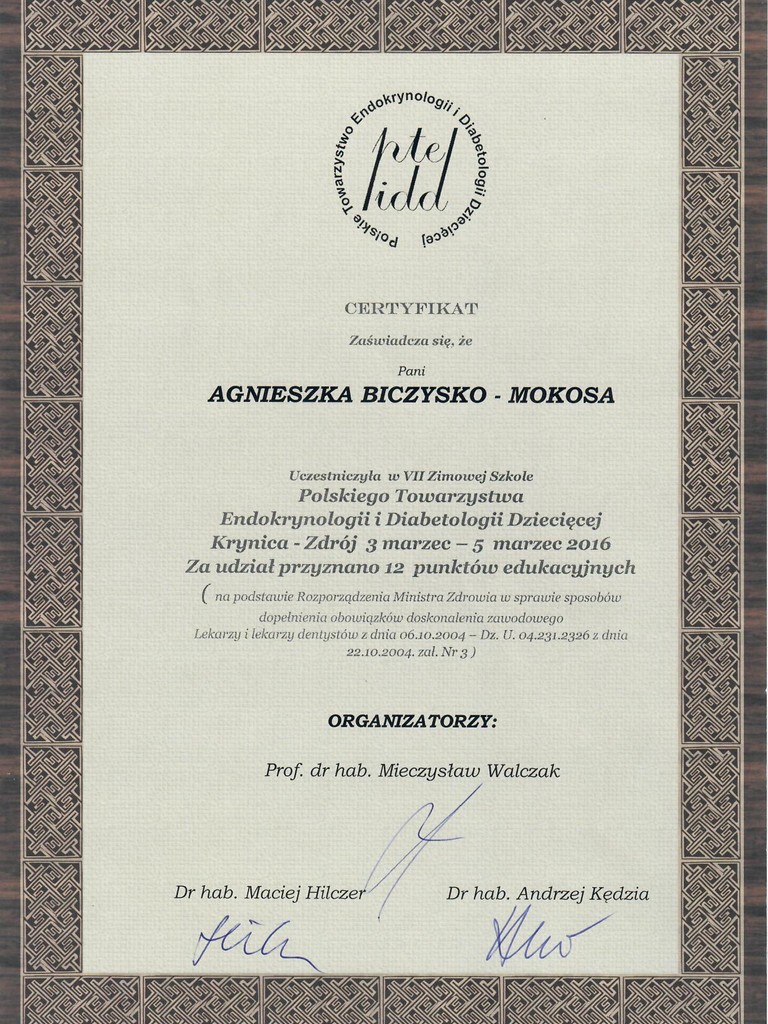 Polskie Towarzystwo Endokrynologii i Diabetologii Dziecięcej
pte
idd
CERTYFIKAT
Zaświadcza się, że
Pani
AGNIESZKA BICZYSKO - MOKOSA
Uczestniczyła w VII Zimowej Szkole
Polskiego Towarzystwa
Endokrynologii i Diabetologii Dziecięcej
Krynica - Zdrój 3 marzec – 5 marzec 2016
Za udział przyznano 12 punktów edukacyjnych
( na podstawie Rozporządzenia Ministra Zdrowia w sprawie sposobów
dopełnienia obowiązków doskonalenia zawodowego
Lekarzy i lekarzy dentystów z dnia 06.10.2004 – Dz. U. 04.231.2326 z dnia
22.10.2004. zal. Nr 3 )
ORGANIZATORZY:
Prof. dr hab. Mieczysław Walczak
Dr hab. Maciej Hilczer
Dr hab. Andrzej Kędzia